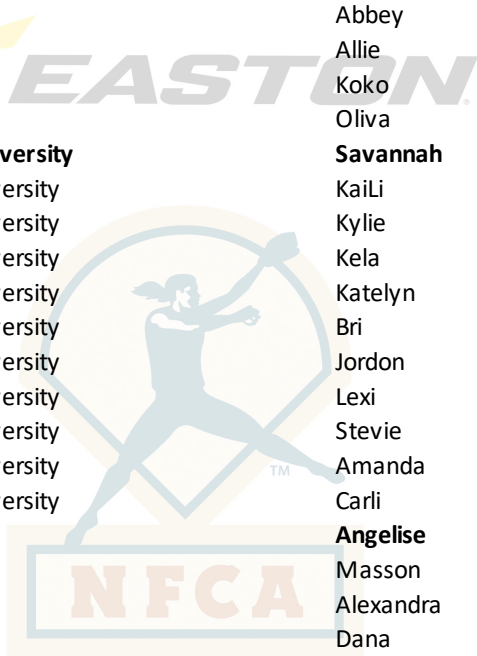 Abbey
Allie
EASTON
Koko
Oliva
versity Savannah
ersity KaiLi
ersity Kylie
ersity Kela
ersity Katelyn
ersity Bri
ersity Jordon
ersity Lexi
ersity Stevie
ersity Amanda
TM
ersity Carli
Angelise
Masson
NFCA
Alexandra
Dana